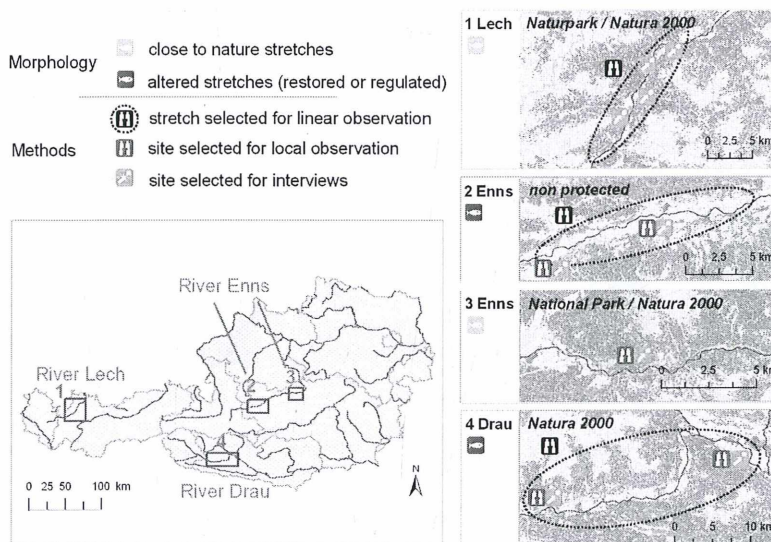 Morphology
close to nature stretches
altered stretches (restored or regulated)
Methods
stretch selected for linear observation
site selected for local observation
site selected for interviews
River Enns
River Lech
1
2
3
4
River Drau
0 25 50 100 km
N
1 Lech Naturpark / Natura 2000
0 2,5 5 km
2 Enns non protected
0 2,5 5 km
3 Enns National Park / Natura 2000
0 2,5 5 km
4 Drau Natura 2000
0 5 10 km